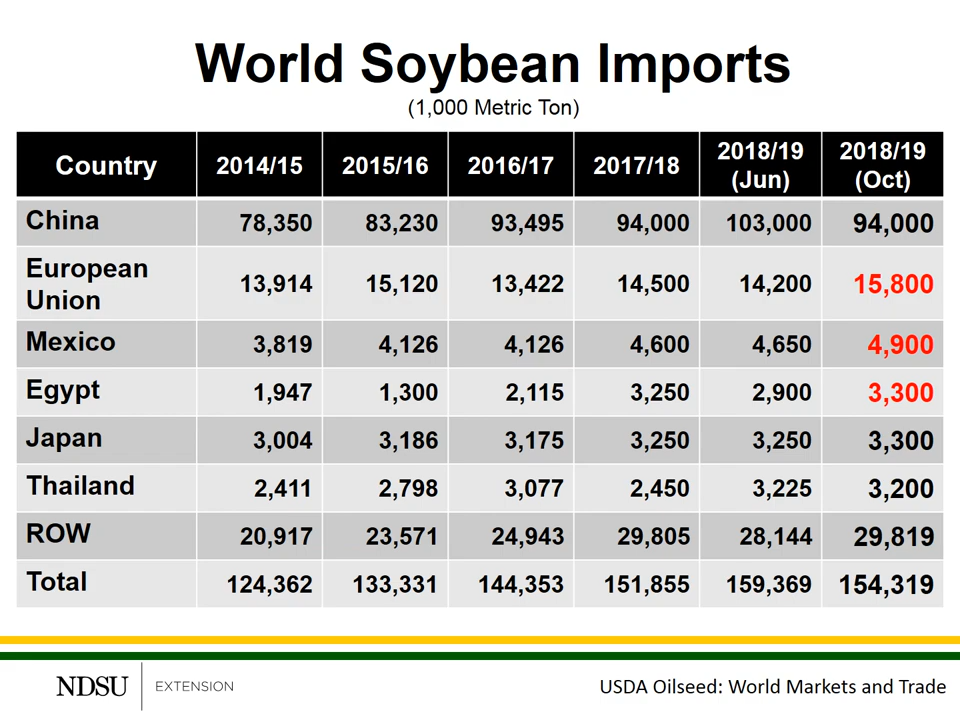 World Soybean Imports
(1,000 Metric Ton)
Country 2014/15 2015/16 2016/17 2017/18 2018/19 (Jun) 2018/19 (Oct)
China 78,350 83,230 93,495 94,000 103,000 94,000
European Union 13,914 15,120 13,422 14,500 14,200 15,800
Mexico 3,819 4,126 4,126 4,600 4,650 4,900
Egypt 1,947 1,300 2,115 3,250 2,900 3,300
Japan 3,004 3,186 3,175 3,250 3,250 3,300
Thailand 2,411 2,798 3,077 2,450 3,225 3,200
ROW 20,917 23,571 24,943 29,805 28,144 29,819
Total 124,362 133,331 144,353 151,855 159,369 154,319
NDSU EXTENSION
USDA Oilseed: World Markets and Trade